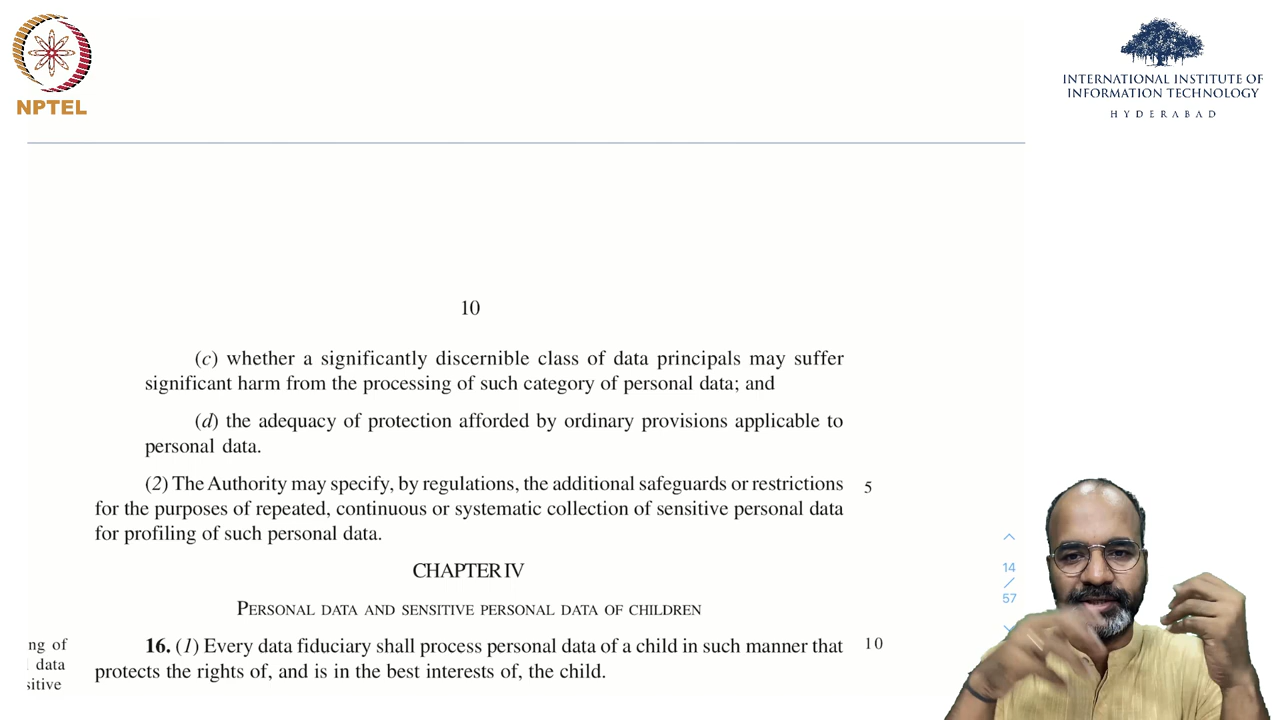 NPTEL
INTERNATIONAL INSTITUTE OF
INFORMATION TECHNOLOGY
HYDERABAD
10
(c) whether a significantly discernible class of data principals may suffer
significant harm from the processing of such category of personal data; and
(d) the adequacy of protection afforded by ordinary provisions applicable to
personal data.
(2) The Authority may specify, by regulations, the additional safeguards or restrictions
5
for the purposes of repeated, continuous or systematic collection of sensitive personal data
for profiling of such personal data.
CHAPTER IV
PERSONAL DATA AND SENSITIVE PERSONAL DATA OF CHILDREN
16. (1) Every data fiduciary shall process personal data of a child in such manner that
10
protects the rights of, and is in the best interests of, the child.
ng of
data
sitive
14
/
57